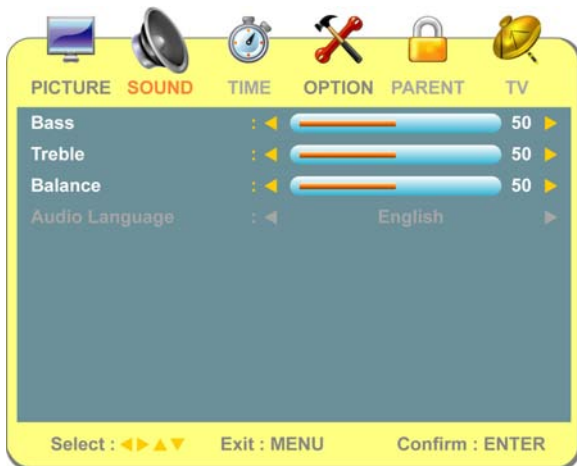 PICTURE SOUND TIME OPTION PARENT TV
Bass : 50
Treble : 50
Balance : 50
Audio Language : English
Select : Exit : MENU Confirm : ENTER